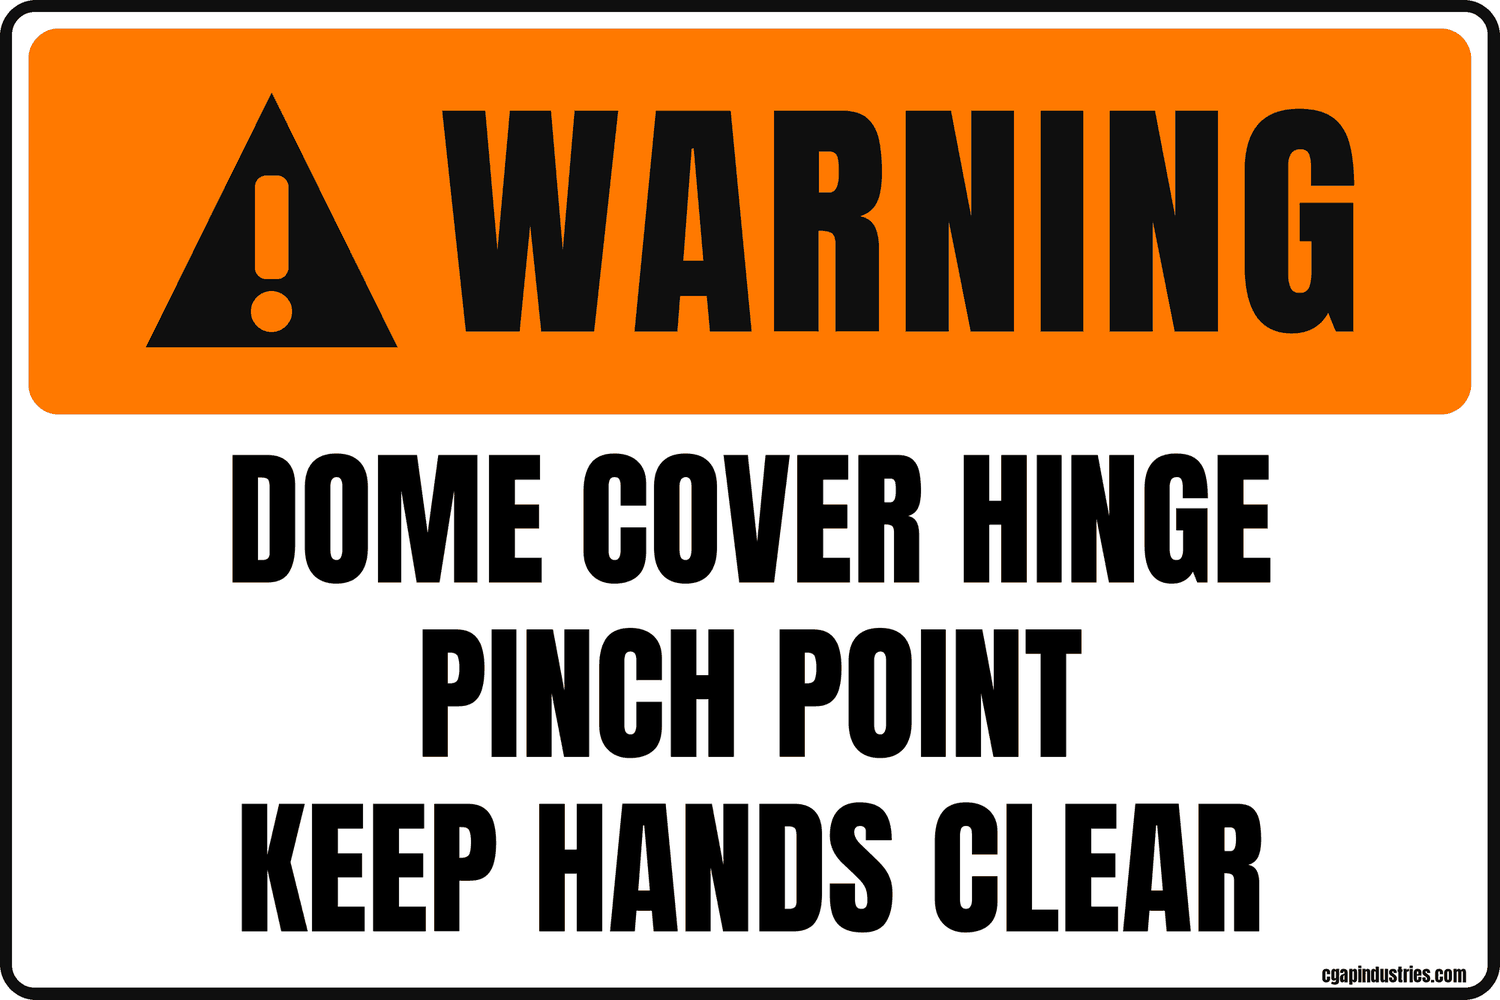 WARNING
DOME COVER HINGE
PINCH POINT
KEEP HANDS CLEAR
cgapindustries.com